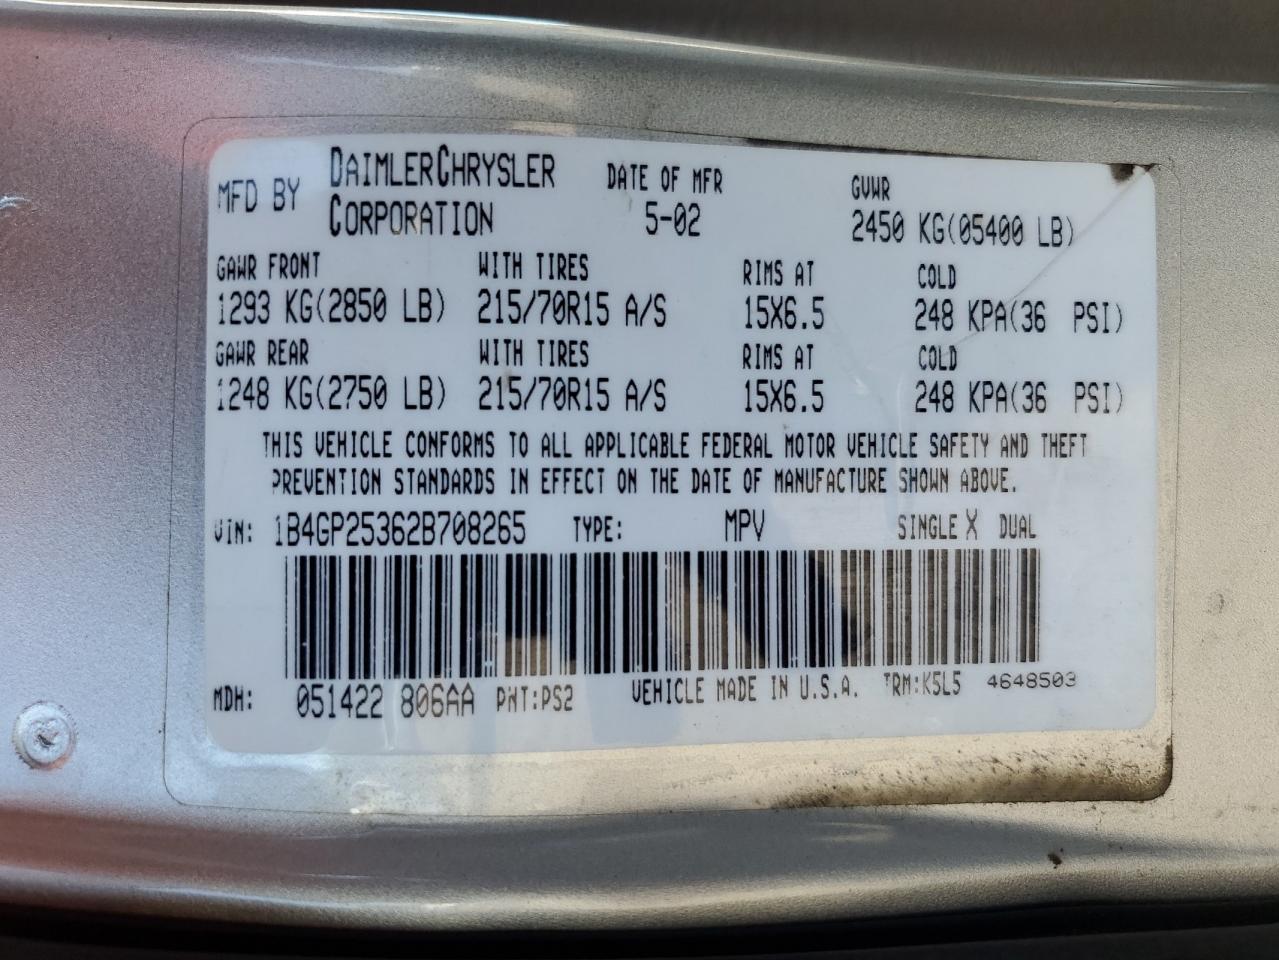 MFD BY DAIMLERCHRYSLER CORPORATION DATE OF MFR 5-02 GVWR 2450 KG(05400 LB)
GAWR FRONT WITH TIRES RIMS AT COLD
1293 KG(2850 LB) 215/70R15 A/S 15X6.5 248 KPA(36 PSI)
GAWR REAR WITH TIRES RIMS AT COLD
1248 KG(2750 LB) 215/70R15 A/S 15X6.5 248 KPA(36 PSI)
THIS VEHICLE CONFORMS TO ALL APPLICABLE FEDERAL MOTOR VEHICLE SAFETY AND THEFT
PREVENTION STANDARDS IN EFFECT ON THE DATE OF MANUFACTURE SHOWN ABOVE.
VIN: 1B4GP25362B708265 TYPE: MPV SINGLE X DUAL
MDH: 051422 806AA PNT:PS2 VEHICLE MADE IN U.S.A. TRM:K5L5 4648503